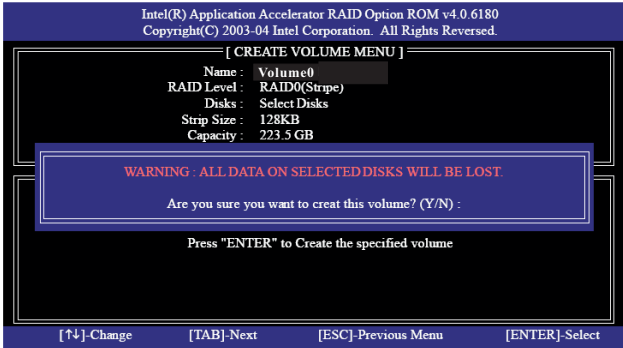 Intel(R) Application Accelerator RAID Option ROM v4.0.6180
Copyright(C) 2003-04 Intel Corporation. All Rights Reversed.
[ CREATE VOLUME MENU ]
Name : Volume0
RAID Level : RAID0(Stripe)
Disks : Select Disks
Strip Size : 128KB
Capacity : 223.5 GB
WARNING : ALL DATA ON SELECTED DISKS WILL BE LOST.
Are you sure you want to creat this volume? (Y/N) :
Press "ENTER" to Create the specified volume
[↑↓]-Change [TAB]-Next [ESC]-Previous Menu [ENTER]-Select